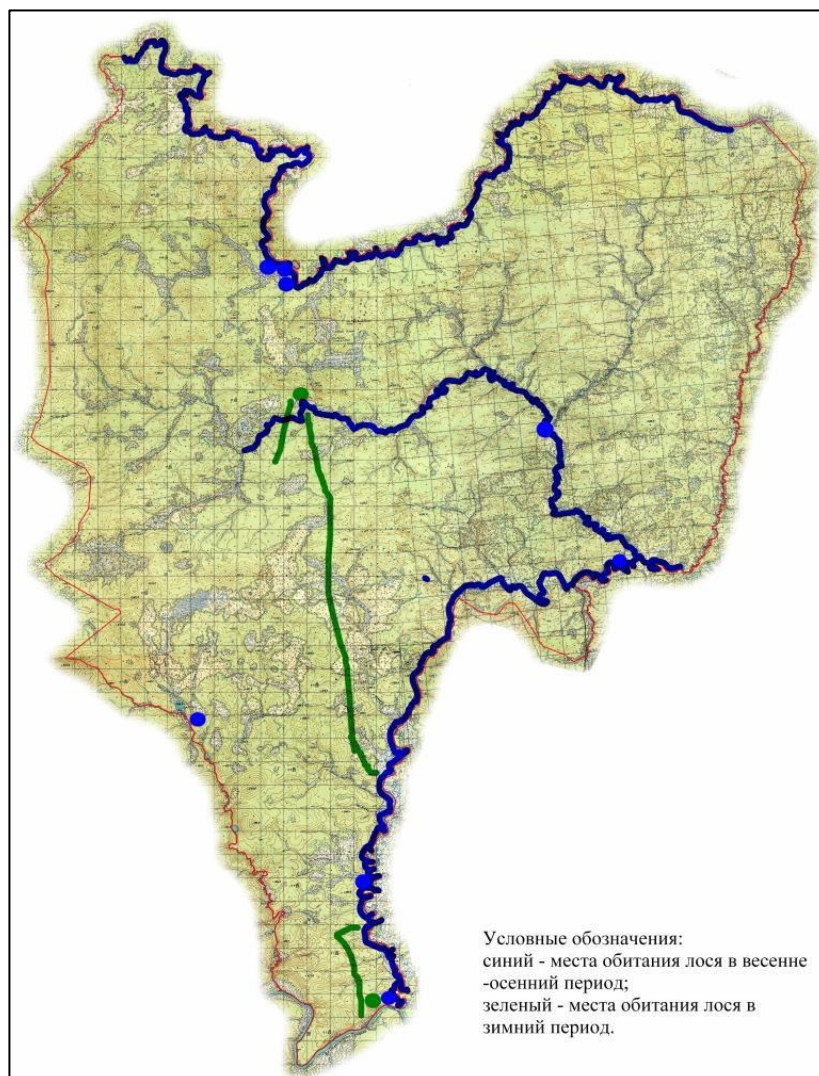 Условные обозначения:
синий - места обитания лося в весенне
-осенний период;
зеленый - места обитания лося в
зимний период.